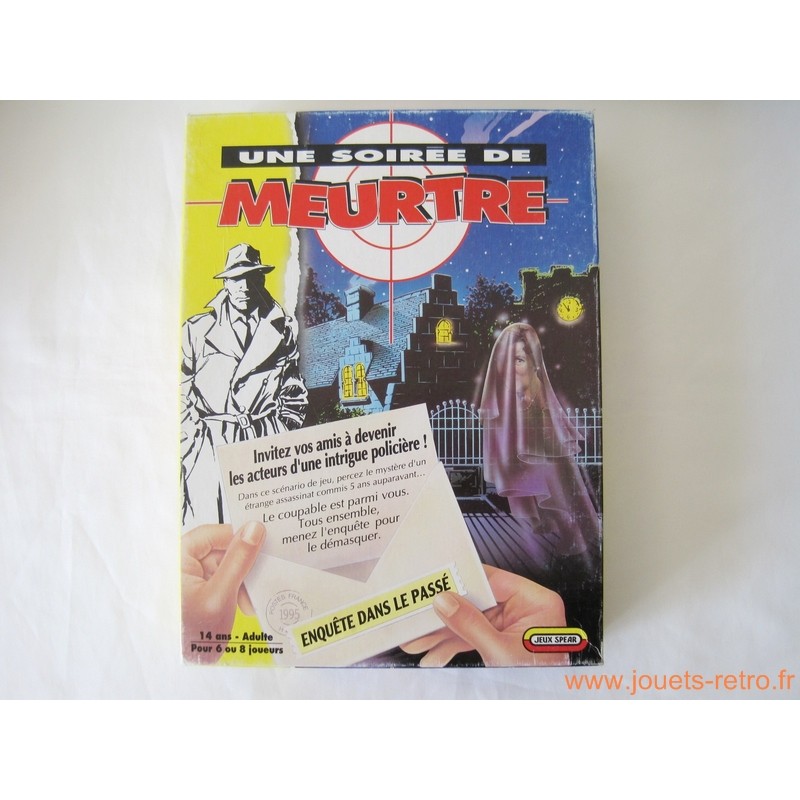 UNE SOIRÉE DE
MEURTRE
Invitez vos amis à devenir
les acteurs d'une intrigue policière !
Dans ce scénario de jeu, percez le mystère d'un
étrange assassinat commis 5 ans auparavant...
Le coupable est parmi vous.
Tous ensemble,
menez l'enquête pour
le démasquer.
POSTES FRANCE
1995
ENQUÊTE DANS LE PASSÉ
14 ans - Adulte
Pour 6 ou 8 joueurs
JEUX SPEAR
www.jouets-retro.fr